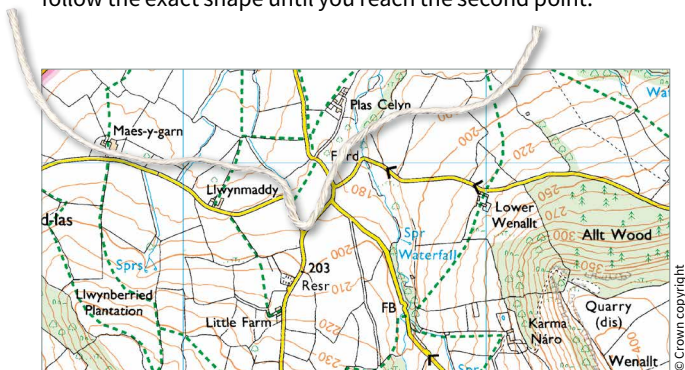 follow the exact shape until you reach the second point.
Plas Celyn
Maes-y-garn
200
220
Llwynmaddy
180
Lower
Wenallt
250
270
300
Allt Wood
d-las
Spr
Waterfall
Sprs
200
203
Resr
210
Llwynberried
Plantation
Little Farm
220
230
FB
Quarry
(dis)
Karma
Náro
400
Wenallt
© Crown copyright